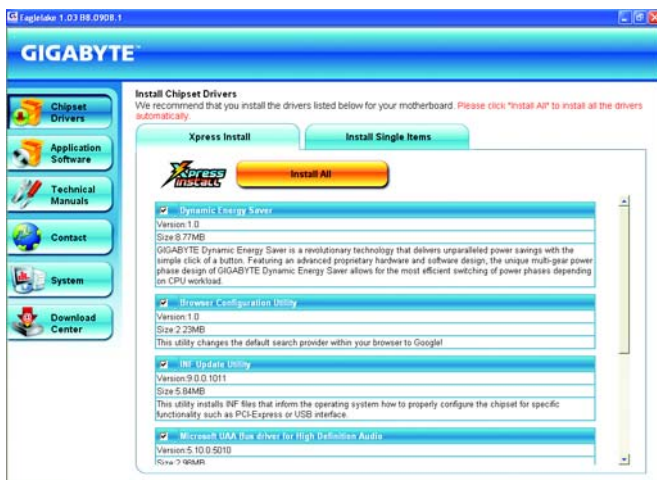 Eaglelake 1.03 B8.0908.1
GIGABYTE™
Chipset
Drivers
Application
Software
Technical
Manuals
Contact
System
Download
Center
Install Chipset Drivers
We recommend that you install the drivers listed below for your motherboard. Please click "Install All" to install all the drivers
automatically.
Xpress Install
Install Single Items
Xpress
Install
Install All
Dynamic Energy Saver
Version:1.0
Size:8.77MB
GIGABYTE Dynamic Energy Saver is a revolutionary technology that delivers unparalleled power savings with the
simple click of a button. Featuring an advanced proprietary hardware and software design, the unique multi-gear power
phase design of GIGABYTE Dynamic Energy Saver allows for the most efficient switching of power phases depending
on CPU workload.
Browser Configuration Utility
Version:1.0
Size:2.23MB
This utility changes the default search provider within your browser to Google!
INF Update Utility
Version:9.0.0.1011
Size:5.84MB
This utility installs INF files that inform the operating system how to properly configure the chipset for specific
functionality such as PCI-Express or USB interface.
Microsoft UAA Bus driver for High Definition Audio
Version:5.10.0.5010
Size:2.98MB